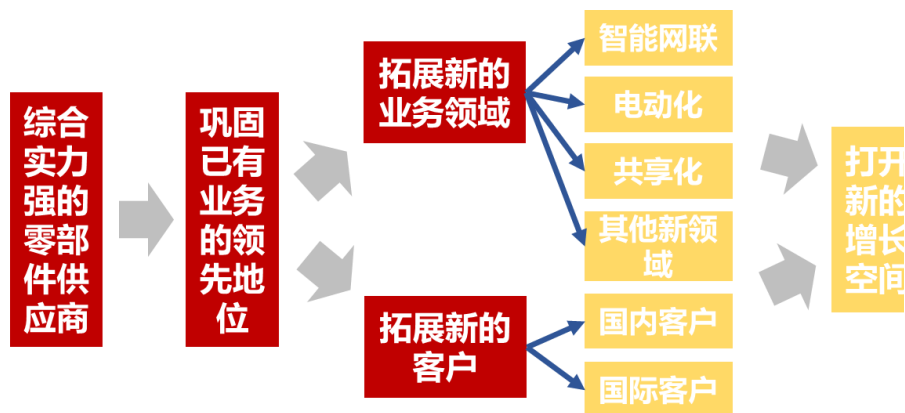 综合
实力
强的
零部
件供
应商
巩固
已有
业务
的领
先地
位
拓展新的
业务领域
拓展新的
客户
智能网联
电动化
共享化
其他新领
域
国内客户
国际客户
打开
新的
增长
空间